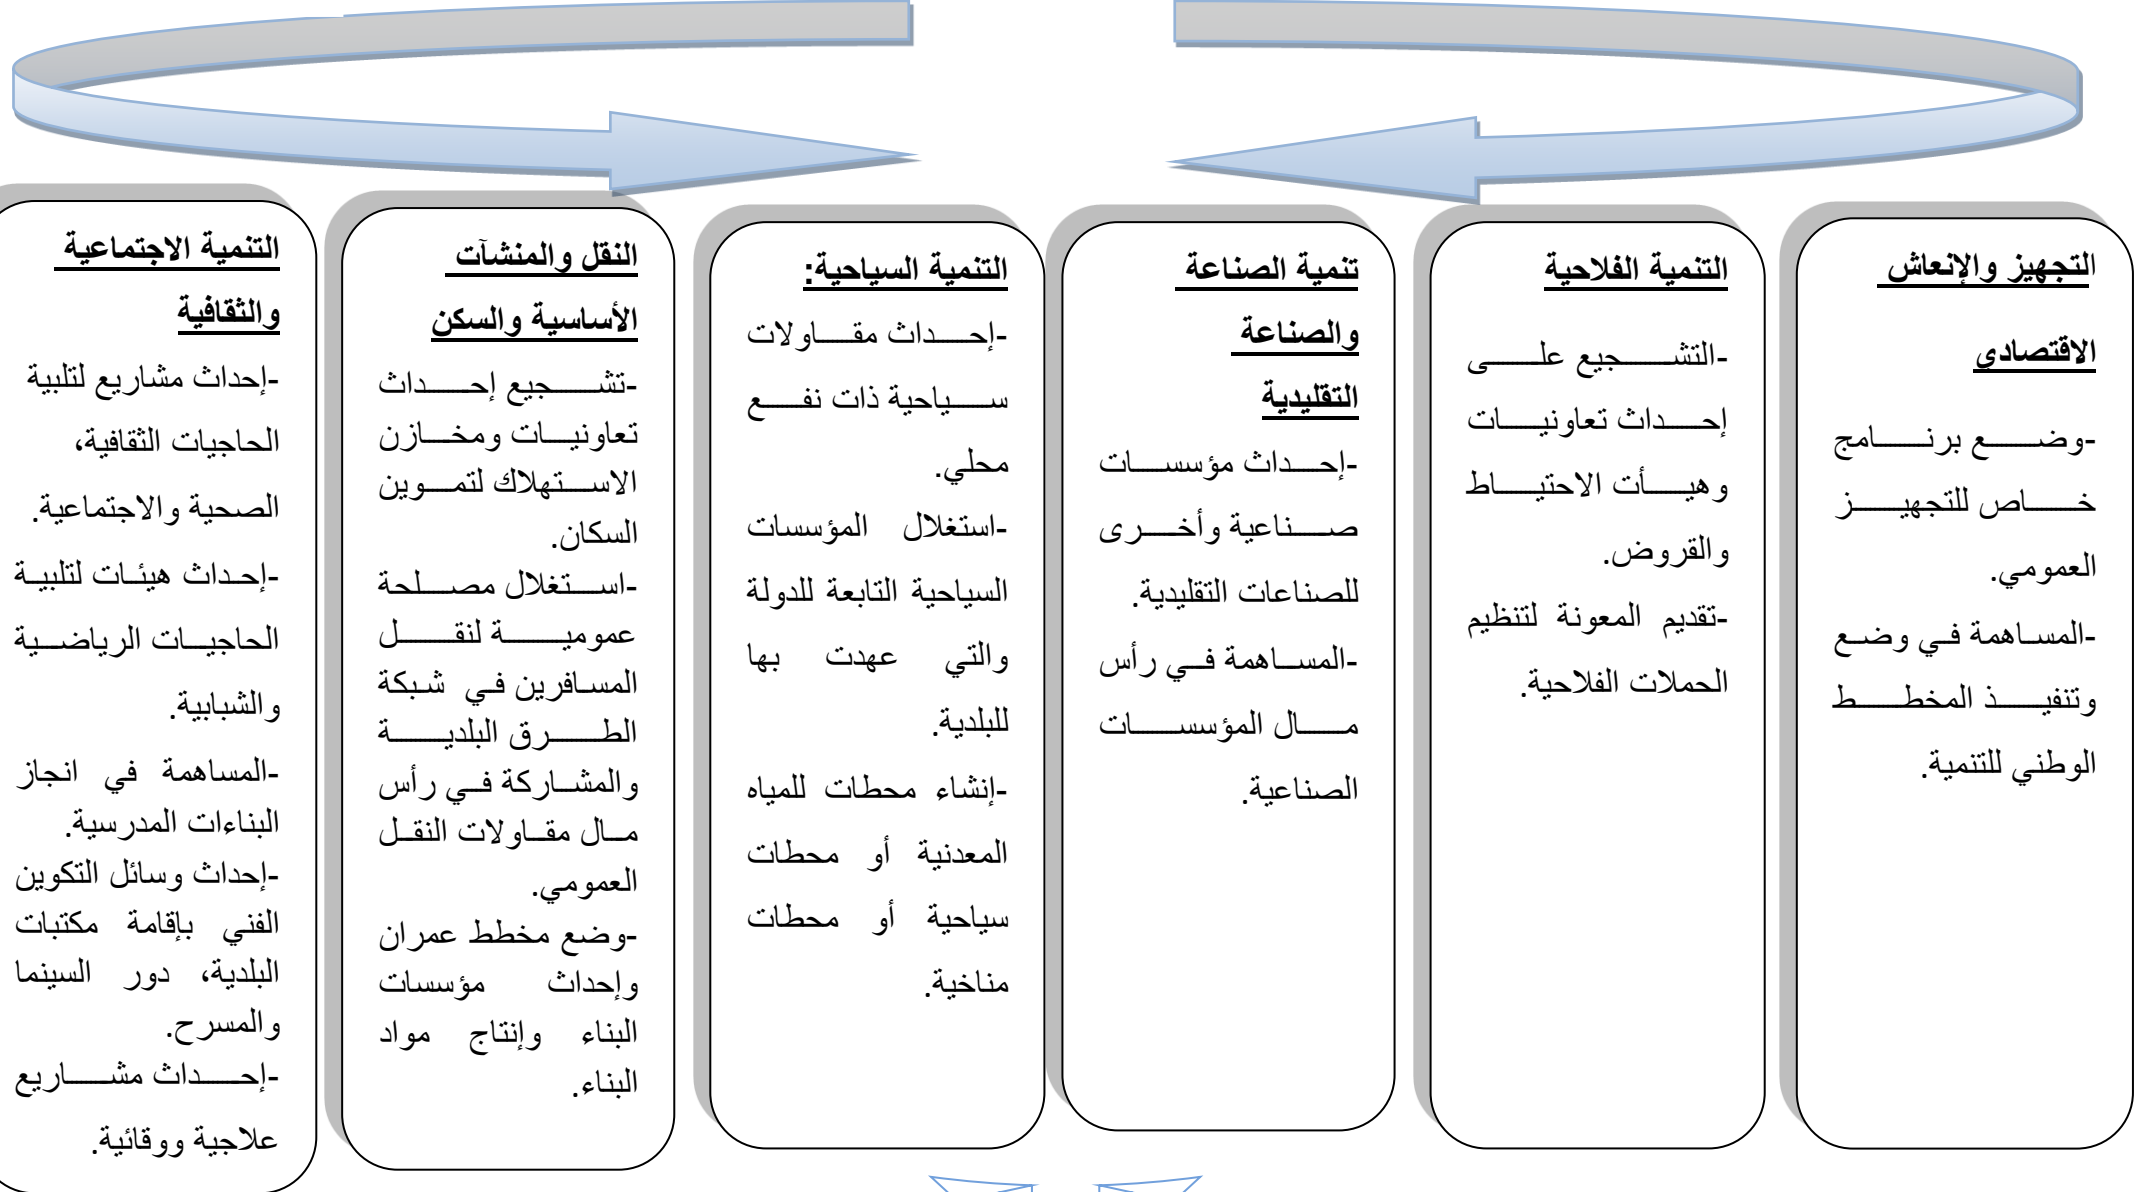 التجهيز والإنعاش
الاقتصادي
-وضع برنامج
خاص للتجهيز
العمومي.
-المساهمة في وضع
وتنفيذ المخطط
الوطني للتنمية.
التنمية الفلاحية
-التشجيع على
إحداث تعاونيات
وهيأت الاحتياط
والقروض.
-تقديم المعونة لتنظيم
الحملات الفلاحية.
تنمية الصناعة
والصناعة
التقليدية
-إحداث مؤسسات
صناعية وأخرى
للصناعات التقليدية.
-المساهمة في رأس
مال المؤسسات
الصناعية.
التنمية السياحية:
-إحداث مقاولات
سياحية ذات نفع
محلي.
-استغلال المؤسسات
السياحية التابعة للدولة
والتي عهدت بها
للبلدية.
-إنشاء محطات للمياه
المعدنية أو محطات
سياحية أو محطات
مناخية.
النقل والمنشآت
الأساسية والسكن
-تشجيع إحداث
تعاونيات ومخازن
الاستهلاك لتموين
السكان.
-استغلال مصلحة
عمومية لنقل
المسافرين في شبكة
الطرق البلدية
والمشاركة في رأس
مال مقاولات النقل
العمومي.
-وضع مخطط عمران
وإحداث مؤسسات
البناء وإنتاج مواد
البناء.
التنمية الاجتماعية
والثقافية
-إحداث مشاريع لتلبية
الحاجيات الثقافية،
الصحية والاجتماعية.
-إحداث هيئات لتلبية
الحاجيات الرياضية
والشبابية.
-المساهمة في انجاز
البناءات المدرسية.
-إحداث وسائل التكوين
الفني بإقامة مكتبات
البلدية، دور السينما
والمسرح.
-إحداث مشاريع
علاجية ووقائية.